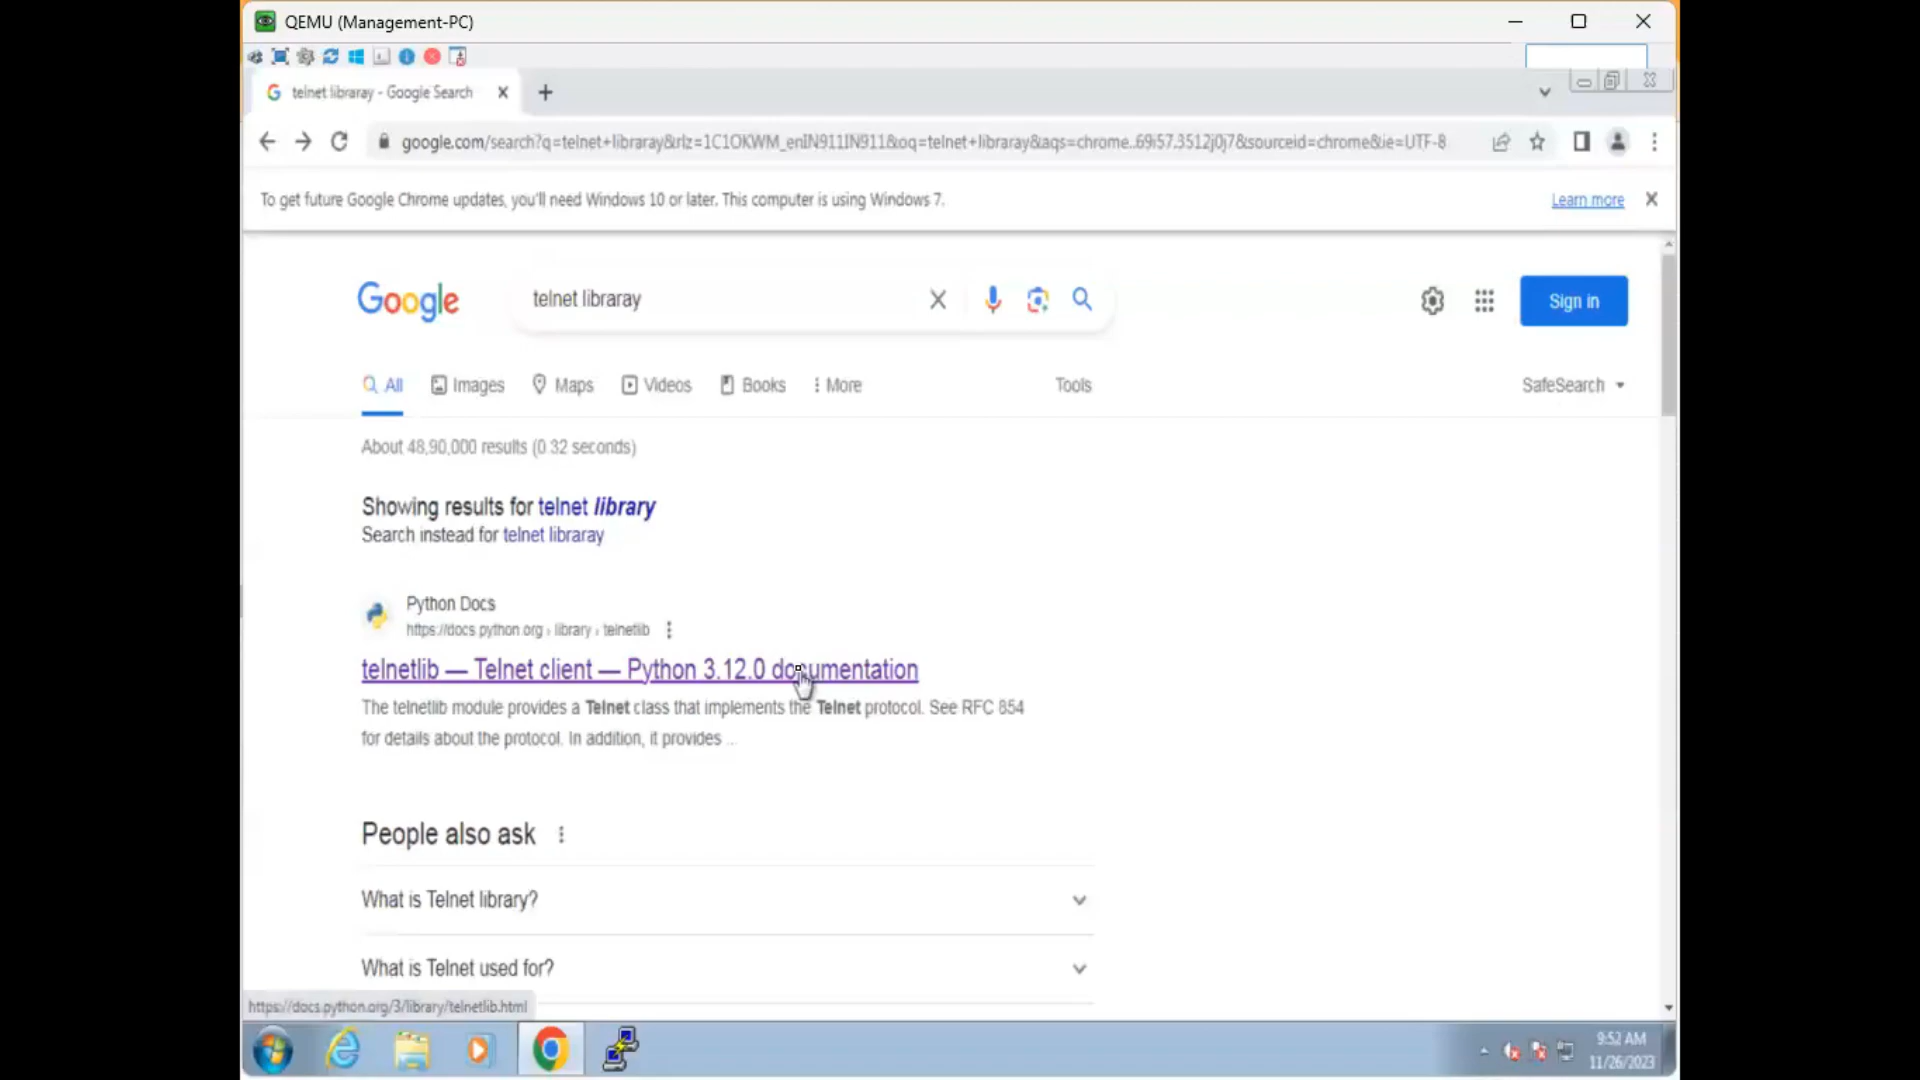 QEMU (Management-PC)
telnet libraray - Google Search
google.com/search?q=telnet+libraray&rlz=1C1OKWM_enIN911IN911&oq=telnet+libraray&aqs=chrome..69i57.3512j0j7&sourceid=chrome&ie=UTF-8
To get future Google Chrome updates, you'll need Windows 10 or later. This computer is using Windows 7.
Learn more
Google
telnet libraray
Sign in
All
Images
Maps
Videos
Books
More
Tools
SafeSearch
About 48,90,000 results (0.32 seconds)
Showing results for telnet library
Search instead for telnet libraray
Python Docs
https://docs.python.org › library › telnetlib
telnetlib — Telnet client — Python 3.12.0 documentation
The telnetlib module provides a Telnet class that implements the Telnet protocol. See RFC 854
for details about the protocol. In addition, it provides ...
People also ask
What is Telnet library?
What is Telnet used for?
https://docs.python.org/3/library/telnetlib.html
9:52 AM
11/26/2023